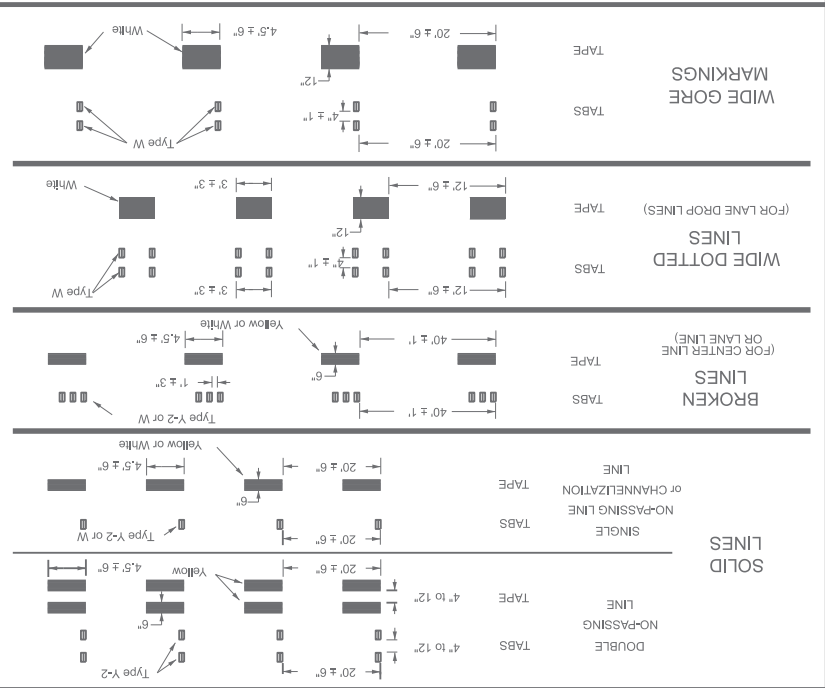 SOLID
LINES
DOUBLE
NO-PASSING
LINE
TABS
4" to 12"
20' ± 6"
Type Y-2
TAPE
4" to 12"
6"
20' ± 6"
Yellow
4.5' ± 6"
SINGLE
NO-PASSING LINE
or CHANNELIZATION
LINE
TABS
20' ± 6"
Type Y-2 or W
TAPE
6"
20' ± 6"
Yellow or White
4.5' ± 6"
BROKEN
LINES
(FOR CENTER LINE
OR LANE LINE)
TABS
40' ± 1'
Type Y-2 or W
1' ± 3"
TAPE
6"
40' ± 1'
Yellow or White
4.5' ± 6"
WIDE DOTTED
LINES
(FOR LANE DROP LINES)
TABS
12' ± 6"
3' ± 3"
Type W
4" ± 1"
TAPE
12"
12' ± 6"
3' ± 3"
White
WIDE GORE
MARKINGS
TABS
20' ± 6"
Type W
4" ± 1"
TAPE
12"
20' ± 6"
4.5' ± 6"
White